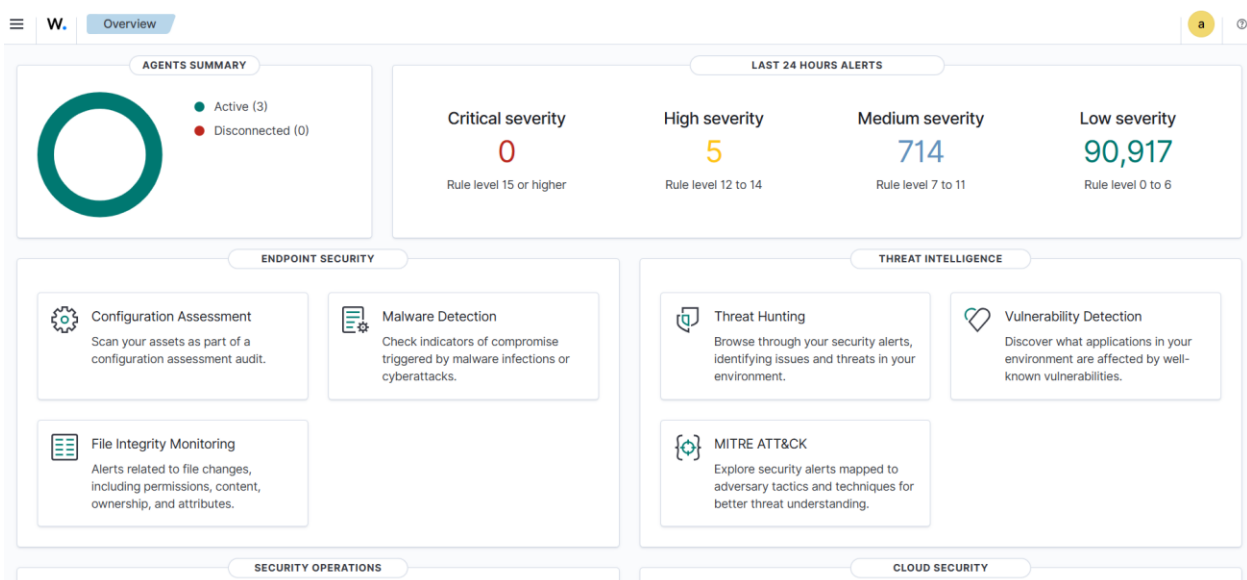 W. Overview a
AGENTS SUMMARY
Active (3)
Disconnected (0)
LAST 24 HOURS ALERTS
Critical severity
0
Rule level 15 or higher
High severity
5
Rule level 12 to 14
Medium severity
714
Rule level 7 to 11
Low severity
90,917
Rule level 0 to 6
ENDPOINT SECURITY
Configuration Assessment
Scan your assets as part of a
configuration assessment audit.
Malware Detection
Check indicators of compromise
triggered by malware infections or
cyberattacks.
File Integrity Monitoring
Alerts related to file changes,
including permissions, content,
ownership, and attributes.
THREAT INTELLIGENCE
Threat Hunting
Browse through your security alerts,
identifying issues and threats in your
environment.
Vulnerability Detection
Discover what applications in your
environment are affected by well-
known vulnerabilities.
MITRE ATT&CK
Explore security alerts mapped to
adversary tactics and techniques for
better threat understanding.
SECURITY OPERATIONS
CLOUD SECURITY